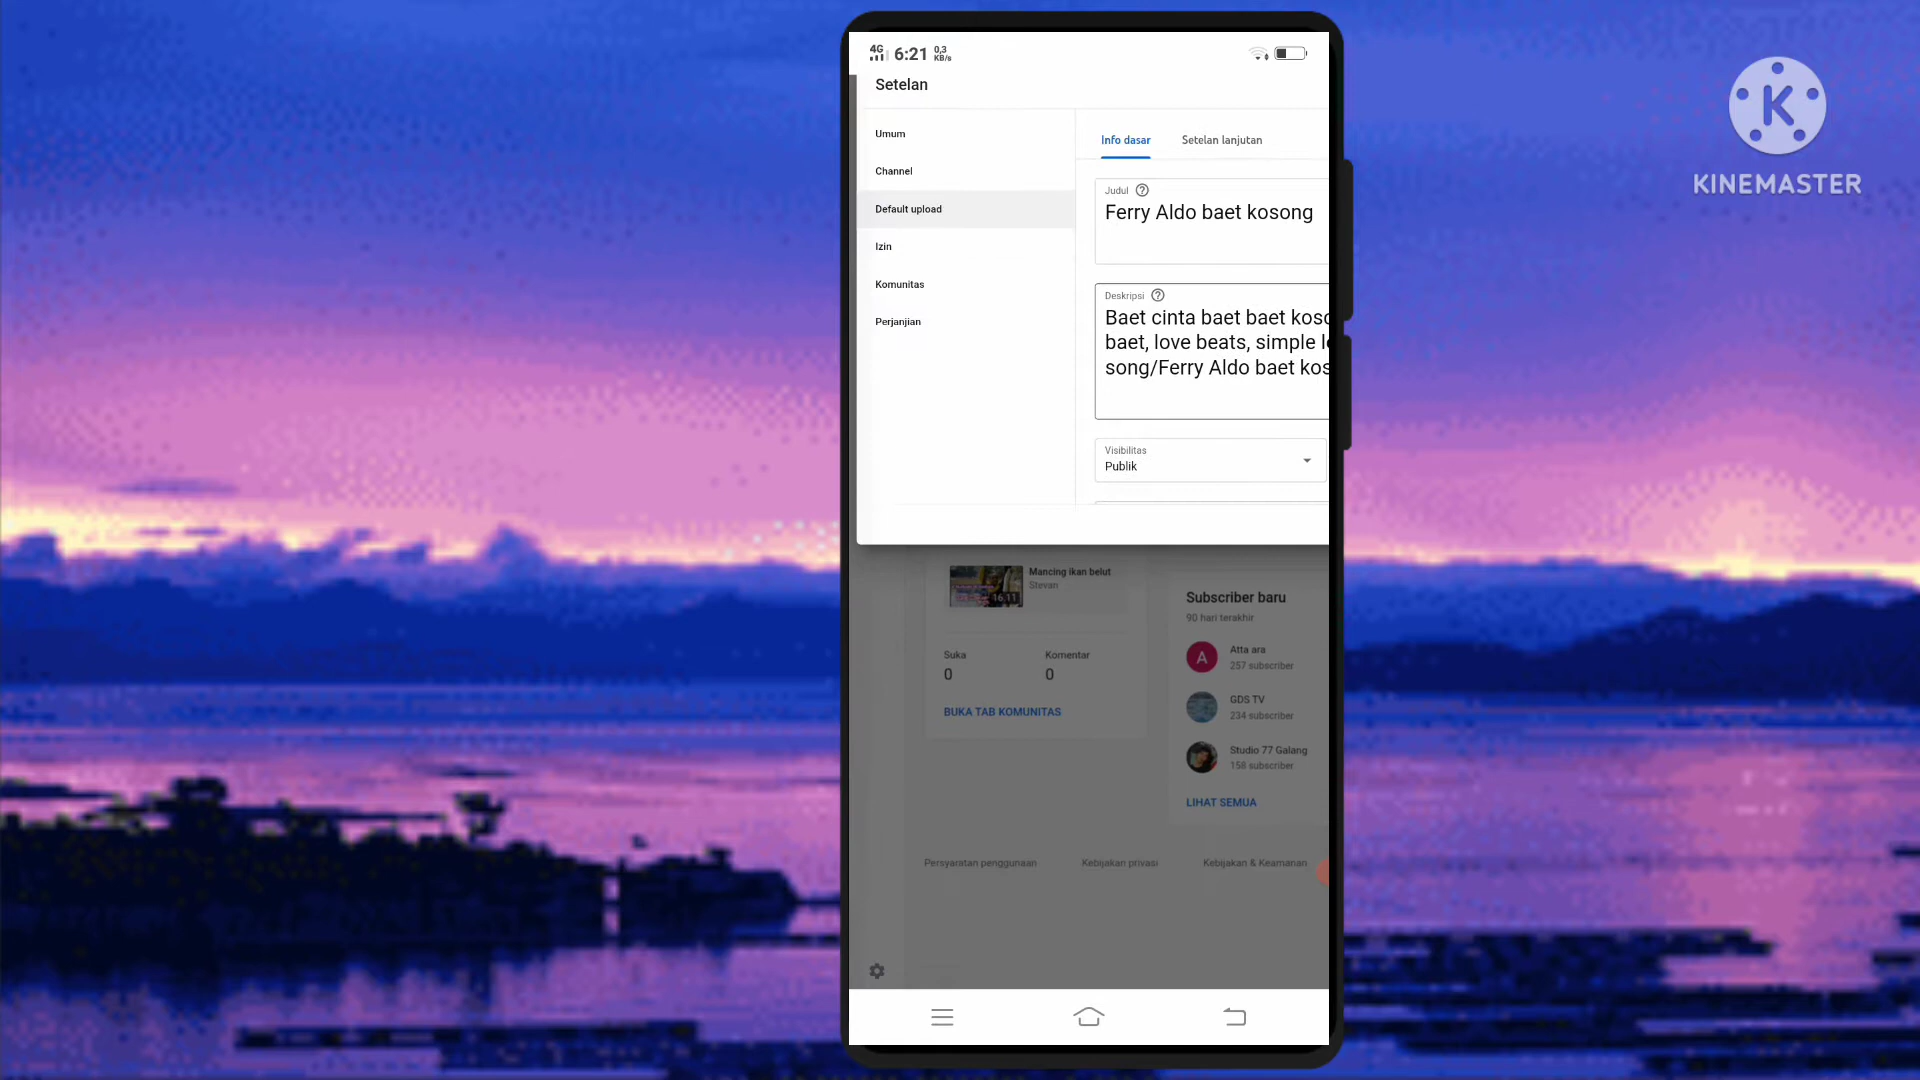 4G 6:21 0,3 KB/s
Setelan
Umum
Channel
Default upload
Izin
Komunitas
Perjanjian
Info dasar
Setelan lanjutan
Judul
Ferry Aldo baet kosong
Deskripsi
Baet cinta baet baet
baet, love beats, simple
song/Ferry Aldo baet
Visibilitas
Publik
Mancing ikan belut
Stevan
16.11
Suka
Komentar
0
0
BUKA TAB KOMUNITAS
Subscriber baru
90 hari terakhir
A
Atta ara
257 subscriber
GDS TV
234 subscriber
Studio 77 Galang
158 subscriber
LIHAT SEMUA
Persyaratan penggunaan
Kebijakan privasi
Kebijakan & Keamanan
K
KINEMASTER